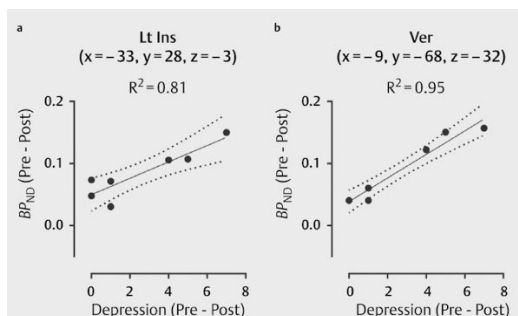 a
Lt Ins
(x = − 33, y = 28, z = − 3)
R² = 0.81
BP_ND (Pre - Post)
0.2
0.1
0.0
0 2 4 6 8
Depression (Pre - Post)
b
Ver
(x = − 9, y = − 68, z = − 32)
R² = 0.95
BP_ND (Pre - Post)
0.2
0.1
0.0
0 2 4 6 8
Depression (Pre - Post)